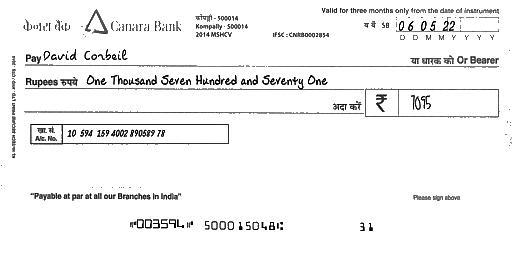 केनरा बैंक Canara Bank
कोंपल्ली - 500014
Kompally - 500014
2014 MSHCV
IFSC : CNRB0002854
Valid for three months only from the date of instrument
SB 06 05 22
D D M M Y Y Y Y
Pay David Conbeil या धारक को Or Bearer
Rupees रुपये One Thousand Seven Hundred and Seventy One
अदा करें ₹ 7095
खा. सं.
A/c. No. 10 594 159 4002 890589 78
"Payable at par at all our Branches in India"
Please sign above
⑈003594⑈ 500015048⑆ 31